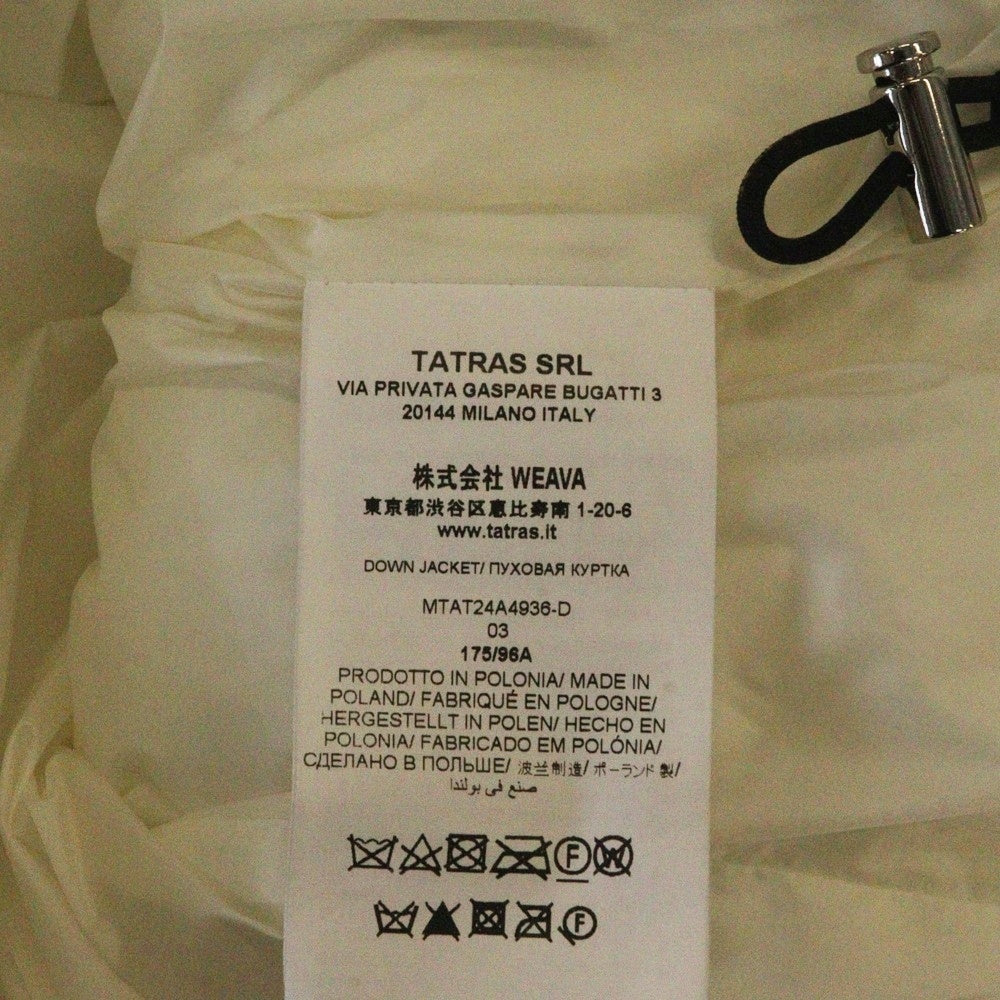 TATRAS SRL
VIA PRIVATA GASPARE BUGATTI 3
20144 MILANO ITALY
株式会社 WEAVA
東京都渋谷区恵比寿南 1-20-6
www.tatras.it
DOWN JACKET/ ПУХОВАЯ КУРТКА
MTAT24A4936-D
03
175/96A
PRODOTTO IN POLONIA/ MADE IN
POLAND/ FABRIQUÉ EN POLOGNE/
HERGESTELLT IN POLEN/ HECHO EN
POLONIA/ FABRICADO EM POLÓNIA/
СДЕЛАНО В ПОЛЬШЕ/ 波兰制造/ ポーランド 製/
صنع في بولندا
F W
F